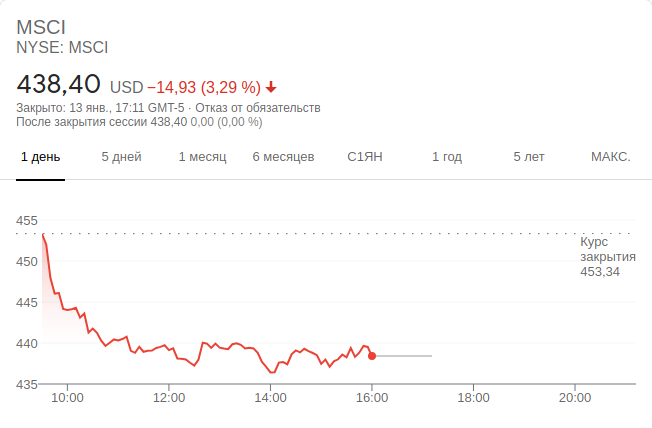 MSCI
NYSE: MSCI
438,40 USD −14,93 (3,29 %)
Закрыто: 13 янв., 17:11 GMT-5 · Отказ от обязательств
После закрытия сессии 438,40 0,00 (0,00 %)
1 день 5 дней 1 месяц 6 месяцев С1ЯН 1 год 5 лет МАКС.
455
Курс
закрытия
450
453,34
445
440
435
10:00 12:00 14:00 16:00 18:00 20:00